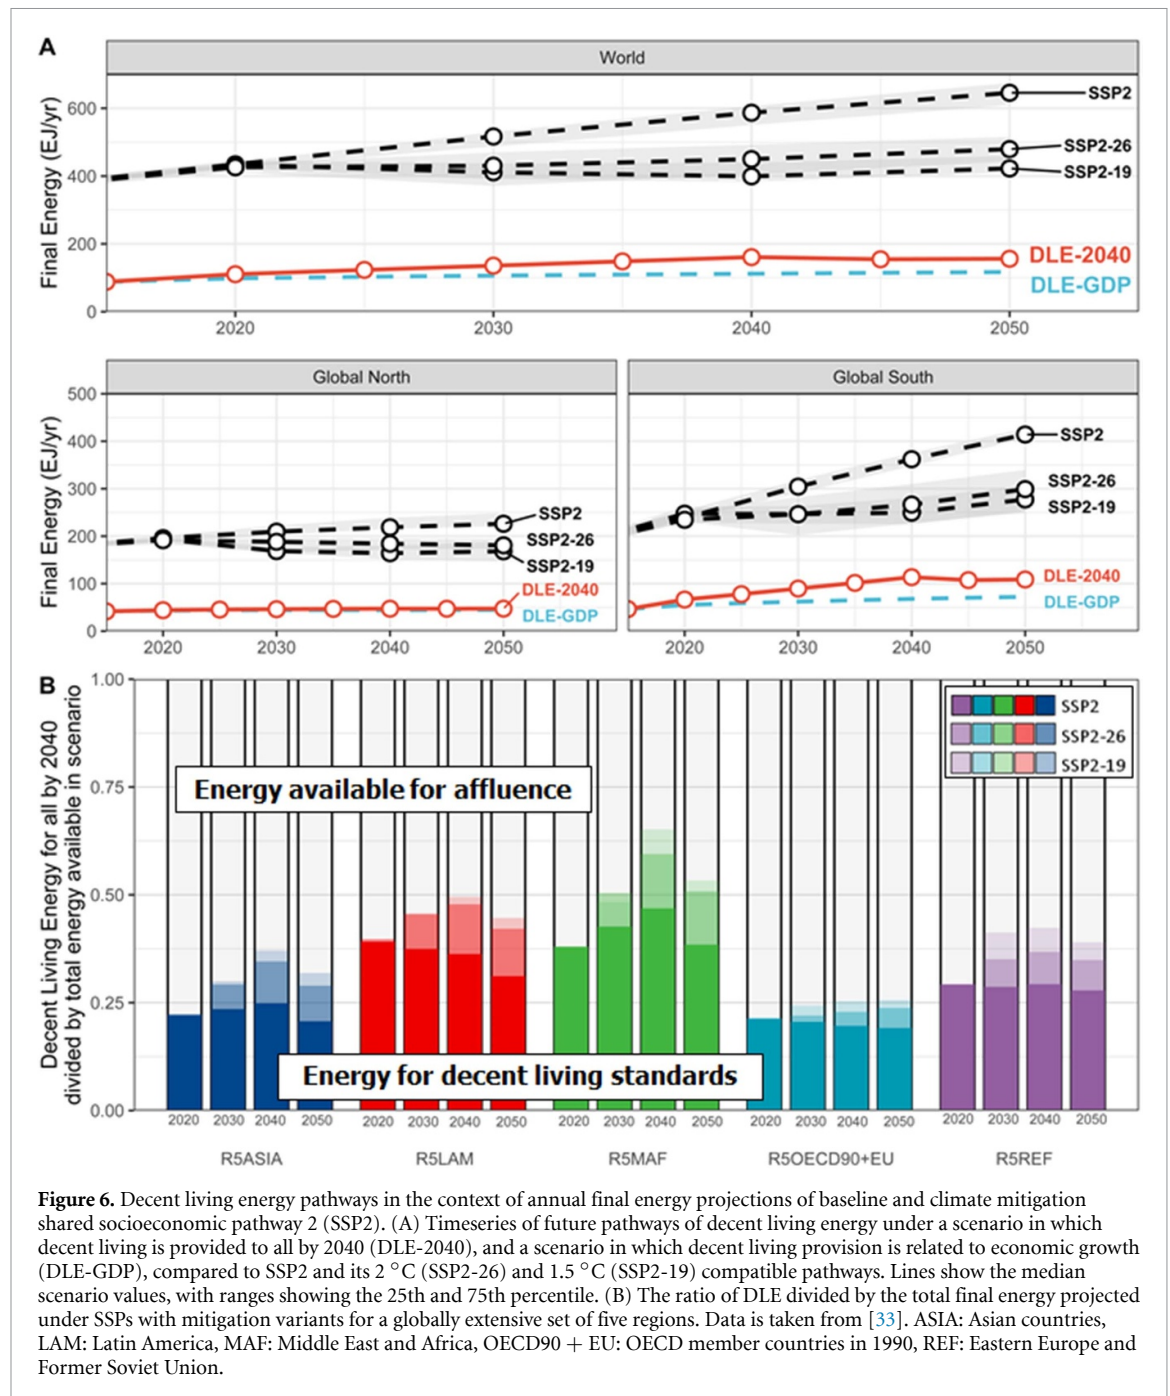 A
World
Final Energy (EJ/yr)
600
400
200
0
SSP2
SSP2-26
SSP2-19
DLE-2040
DLE-GDP
2020 2030 2040 2050
Global North
Global South
Final Energy (EJ/yr)
500
400
300
200
100
0
SSP2
SSP2-26
SSP2-19
DLE-2040
DLE-GDP
SSP2
SSP2-26
SSP2-19
DLE-2040
DLE-GDP
2020 2030 2040 2050
2020 2030 2040 2050
B
Decent Living Energy for all by 2040
divided by total energy available in scenario
1.00
0.75
0.50
0.25
0.00
SSP2
SSP2-26
SSP2-19
Energy available for affluence
Energy for decent living standards
2020 2030 2040 2050 2020 2030 2040 2050 2020 2030 2040 2050 2020 2030 2040 2050 2020 2030 2040 2050
R5ASIA R5LAM R5MAF R5OECD90+EU R5REF
Figure 6. Decent living energy pathways in the context of annual final energy projections of baseline and climate mitigation
shared socioeconomic pathway 2 (SSP2). (A) Timeseries of future pathways of decent living energy under a scenario in which
decent living is provided to all by 2040 (DLE-2040), and a scenario in which decent living provision is related to economic growth
(DLE-GDP), compared to SSP2 and its 2 °C (SSP2-26) and 1.5 °C (SSP2-19) compatible pathways. Lines show the median
scenario values, with ranges showing the 25th and 75th percentile. (B) The ratio of DLE divided by the total final energy projected
under SSPs with mitigation variants for a globally extensive set of five regions. Data is taken from [33]. ASIA: Asian countries,
LAM: Latin America, MAF: Middle East and Africa, OECD90 + EU: OECD member countries in 1990, REF: Eastern Europe and
Former Soviet Union.